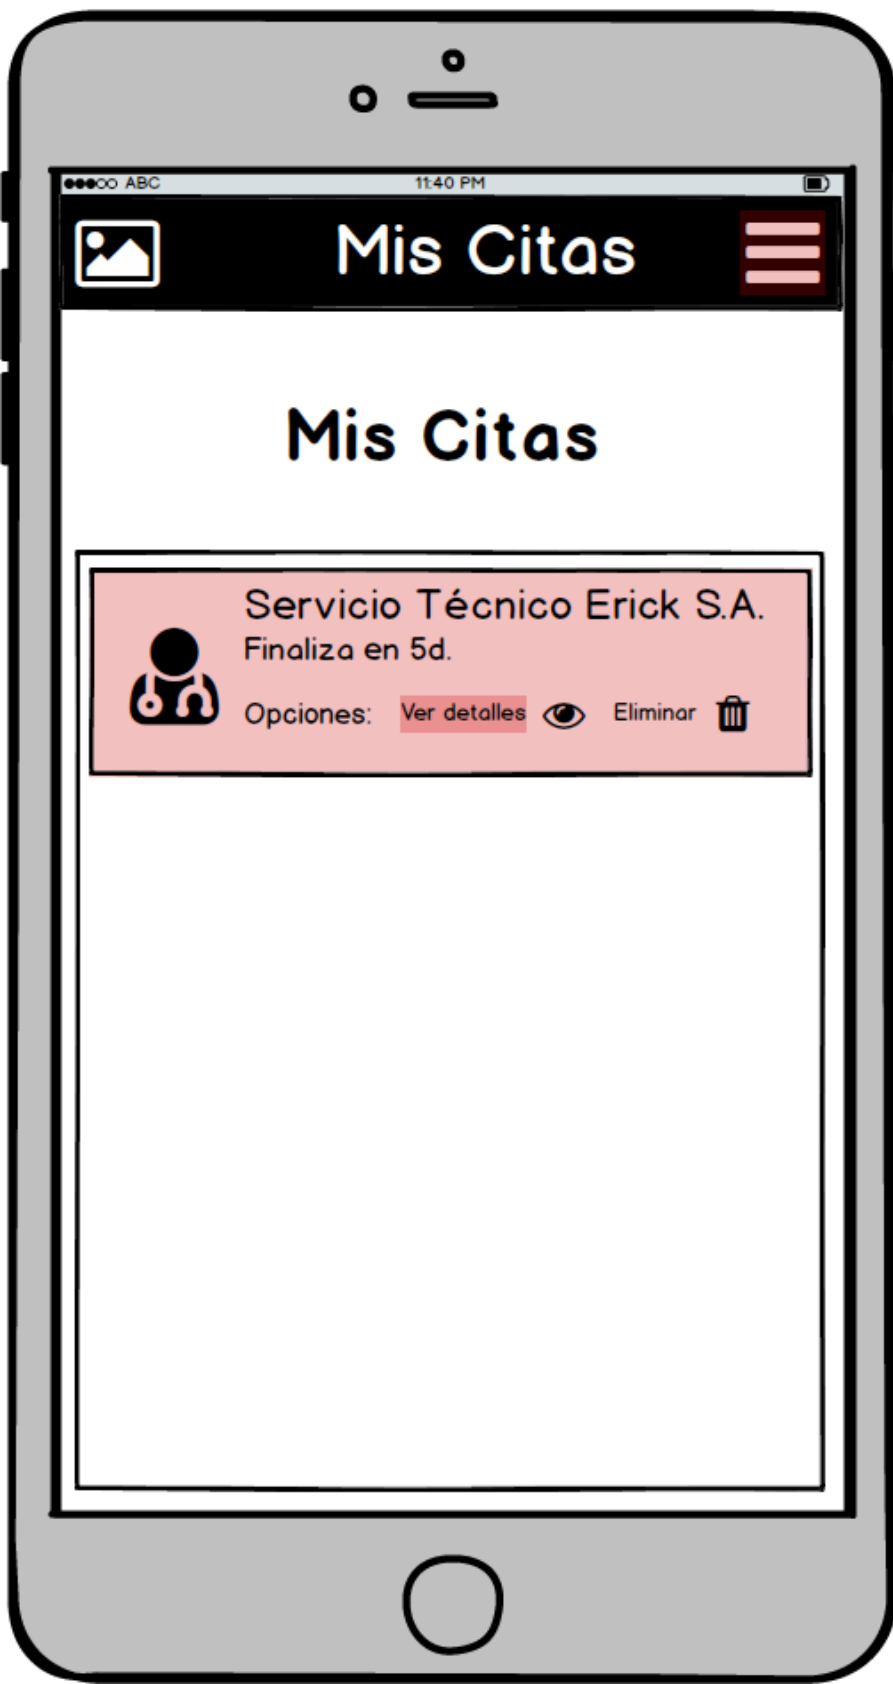 ABC 11:40 PM
Mis Citas
Mis Citas
Servicio Técnico Erick S.A.
Finaliza en 5d.
Opciones: Ver detalles Eliminar